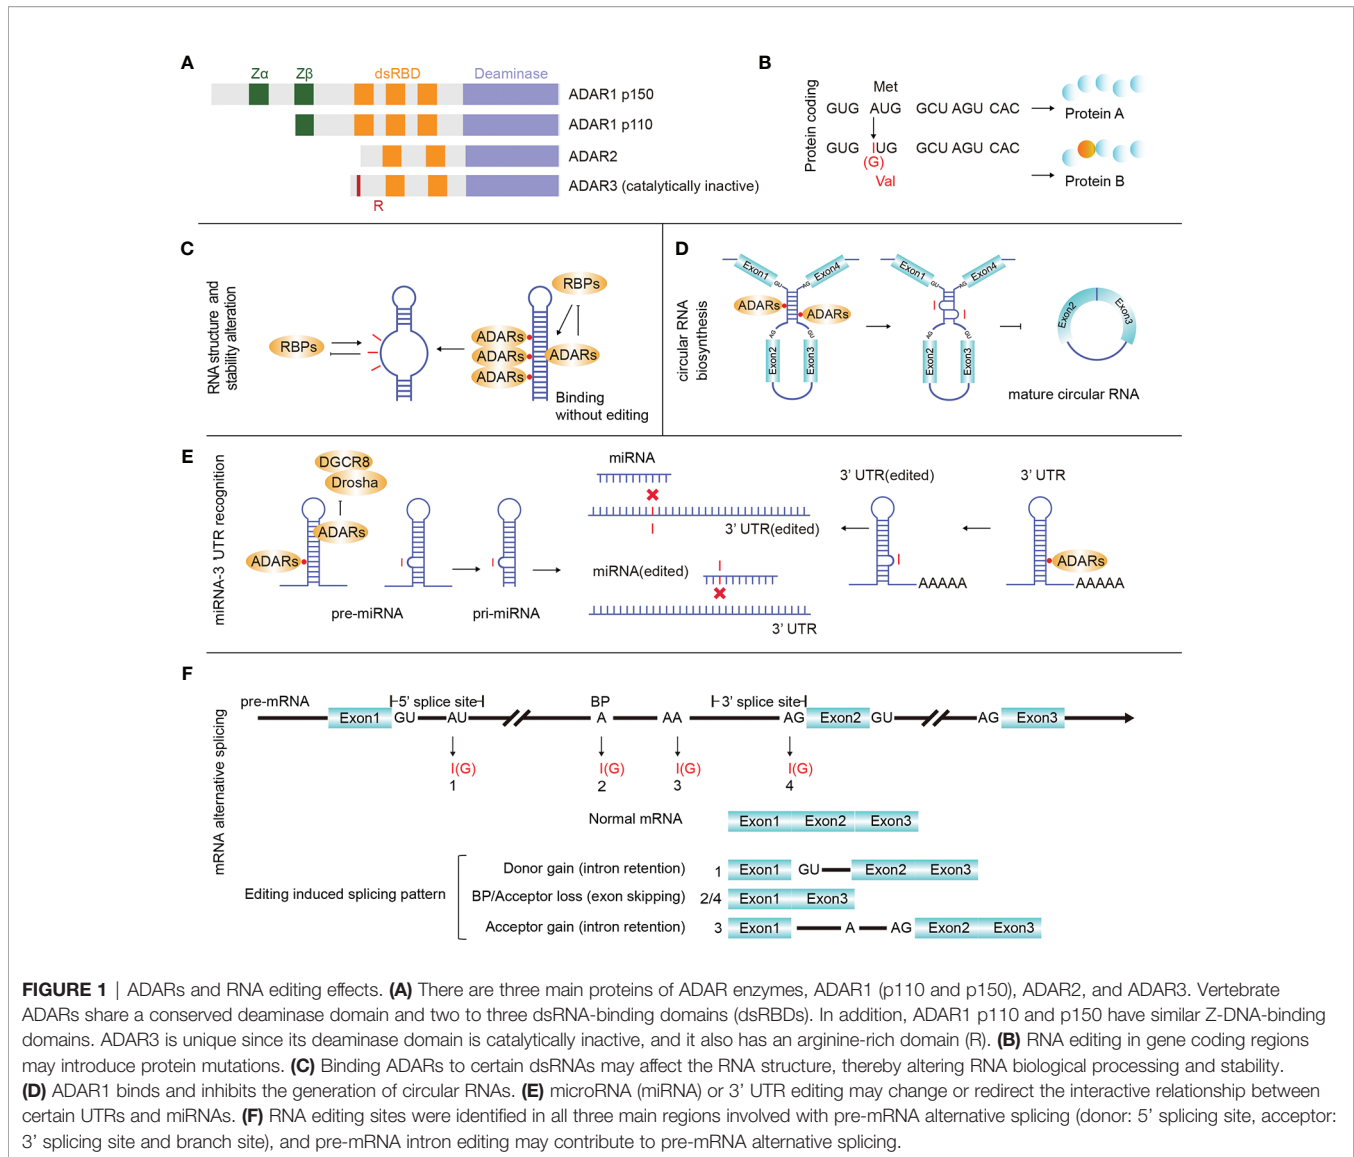 A
Zα Zβ dsRBD Deaminase
ADAR1 p150
ADAR1 p110
ADAR2
ADAR3 (catalytically inactive)
R
B
Protein coding
Met
GUG AUG GCU AGU CAC
Protein A
GUG IUG GCU AGU CAC
(G)
Val
Protein B
C
RNA structure and
stability alteration
RBPs
RBPs
ADARs
ADARs
ADARs
ADARs
Binding
without editing
D
circular RNA
biosynthesis
Exon1
GU
AG
Exon4
ADARs
ADARs
AG
GU
Exon2
Exon3
Exon1
GU
AG
Exon4
I
I
AG
GU
Exon2
Exon3
Exon2
Exon3
mature circular RNA
E
miRNA-3 UTR recognition
DGCR8
Drosha
ADARs
ADARs
I
pre-miRNA
I
pri-miRNA
miRNA
I
3' UTR(edited)
miRNA(edited)
I
3' UTR
3' UTR(edited)
I
AAAAA
3' UTR
ADARs
AAAAA
F
mRNA alternative splicing
pre-mRNA
5' splice site
BP
3' splice site
Exon1 GU AU A AA AG Exon2 GU AG Exon3
I(G) I(G) I(G) I(G)
1 2 3 4
Normal mRNA Exon1 Exon2 Exon3
Editing induced splicing pattern
Donor gain (intron retention) 1 Exon1 GU Exon2 Exon3
BP/Acceptor loss (exon skipping) 2/4 Exon1 Exon3
Acceptor gain (intron retention) 3 Exon1 A AG Exon2 Exon3
FIGURE 1 | ADARs and RNA editing effects. (A) There are three main proteins of ADAR enzymes, ADAR1 (p110 and p150), ADAR2, and ADAR3. Vertebrate
ADARs share a conserved deaminase domain and two to three dsRNA-binding domains (dsRBDs). In addition, ADAR1 p110 and p150 have similar Z-DNA-binding
domains. ADAR3 is unique since its deaminase domain is catalytically inactive, and it also has an arginine-rich domain (R). (B) RNA editing in gene coding regions
may introduce protein mutations. (C) Binding ADARs to certain dsRNAs may affect the RNA structure, thereby altering RNA biological processing and stability.
(D) ADAR1 binds and inhibits the generation of circular RNAs. (E) microRNA (miRNA) or 3' UTR editing may change or redirect the interactive relationship between
certain UTRs and miRNAs. (F) RNA editing sites were identified in all three main regions involved with pre-mRNA alternative splicing (donor: 5' splicing site, acceptor:
3' splicing site and branch site), and pre-mRNA intron editing may contribute to pre-mRNA alternative splicing.